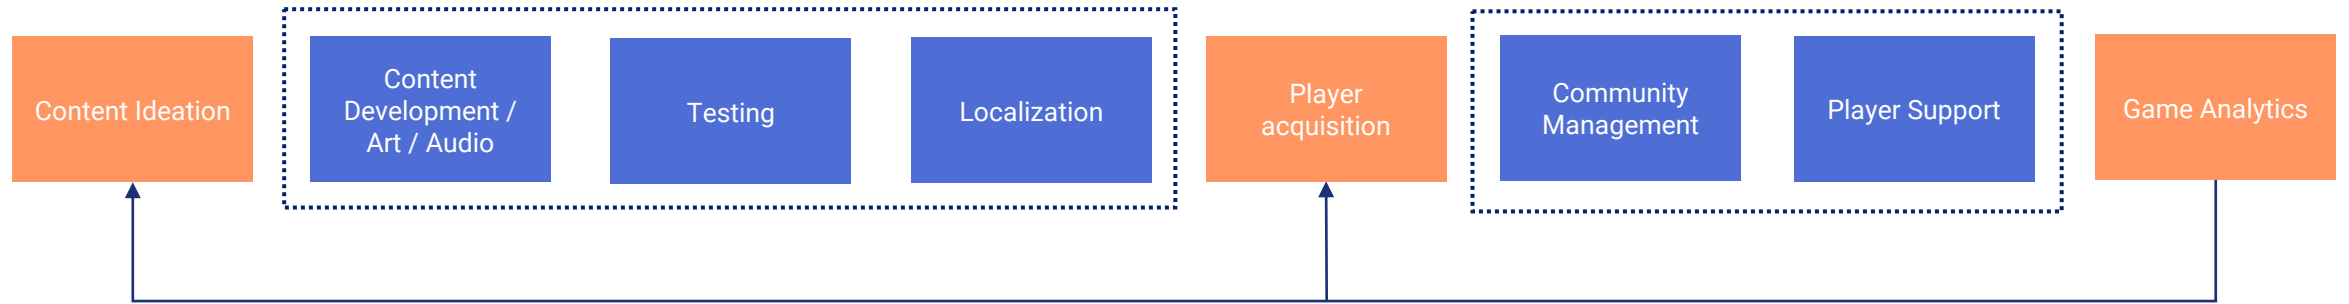 Content Ideation
Content
Development /
Art / Audio
Testing
Localization
Player
acquisition
Community
Management
Player Support
Game Analytics